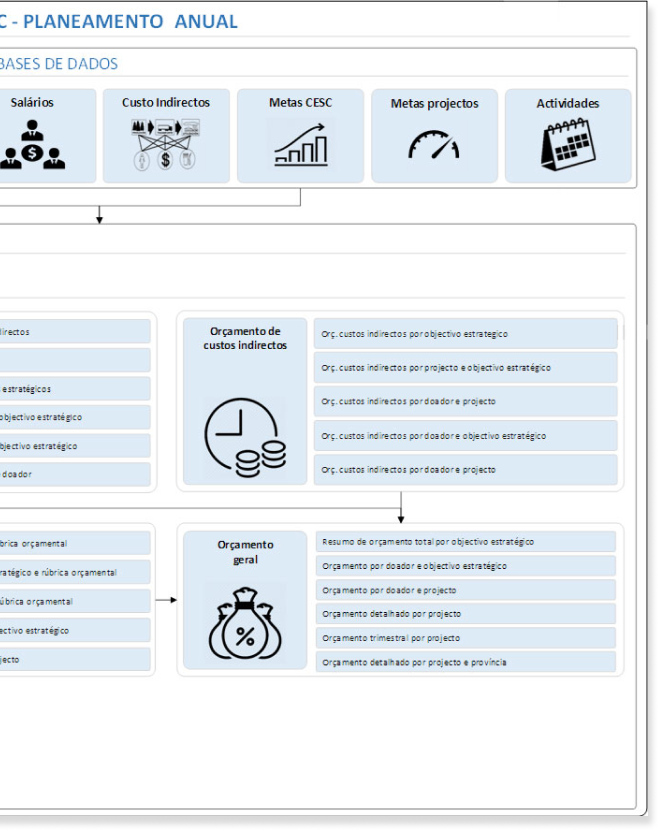 C - PLANEAMENTO ANUAL
BASES DE DADOS
Salários
Custo Indirectos
Metas CESC
Metas projectos
Actividades
directos
estratégicos
objectivo estratégico
bjectivo estratégico
doador
Orçamento de
custos indirectos
Orç. custos indirectos por objectivo estrategico
Orç. custos indirectos por projecto e objectivo estratégico
Orç. custos indirectos por doador e projecto
Orç. custos indirectos por doador e objectivo estratégico
Orç. custos indirectos por doador e projecto
brica orçamental
ratégico e rúbrica orçamental
úbrica orçamental
ectivo estratégico
jecto
Orçamento
geral
Resumo de orçamento total por objectivo estratégico
Orçamento por doador e objectivo estratégico
Orçamento por doador e projecto
Orçamento detalhado por projecto
Orçamento trimestral por projecto
Orçamento detalhado por projecto e província